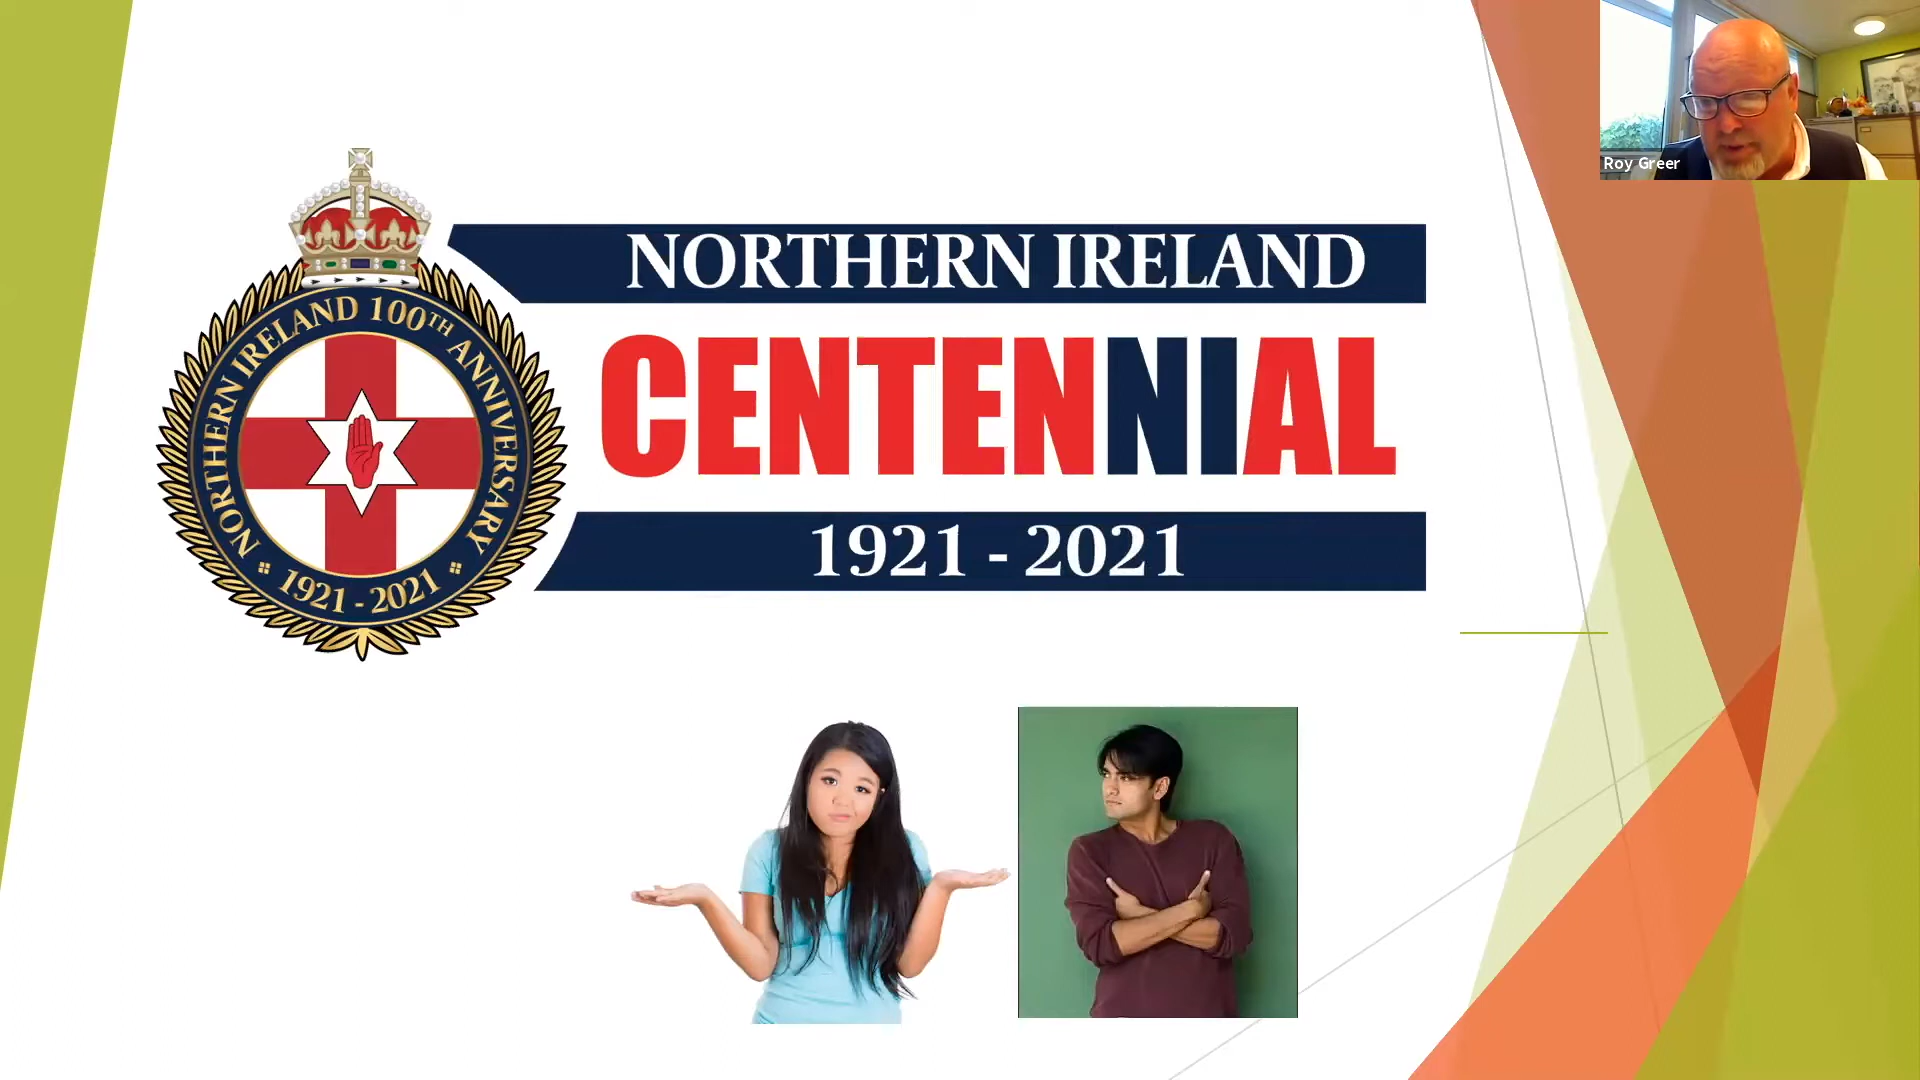 NORTHERN IRELAND 100TH ANNIVERSARY
1921 - 2021
NORTHERN IRELAND
CENTENNIAL
1921 - 2021
Roy Greer